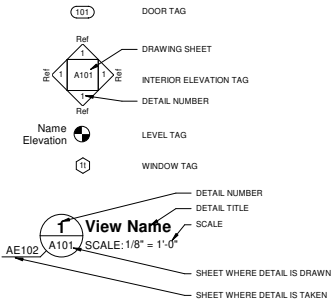 101 DOOR TAG
Ref
1
DRAWING SHEET
Ref 1 A101 1 Ref
INTERIOR ELEVATION TAG
1
DETAIL NUMBER
Ref
Name
Elevation
LEVEL TAG
1t WINDOW TAG
DETAIL NUMBER
DETAIL TITLE
1 View Name
SCALE
A101 SCALE: 1/8" = 1'-0"
AE102
SHEET WHERE DETAIL IS DRAWN
SHEET WHERE DETAIL IS TAKEN